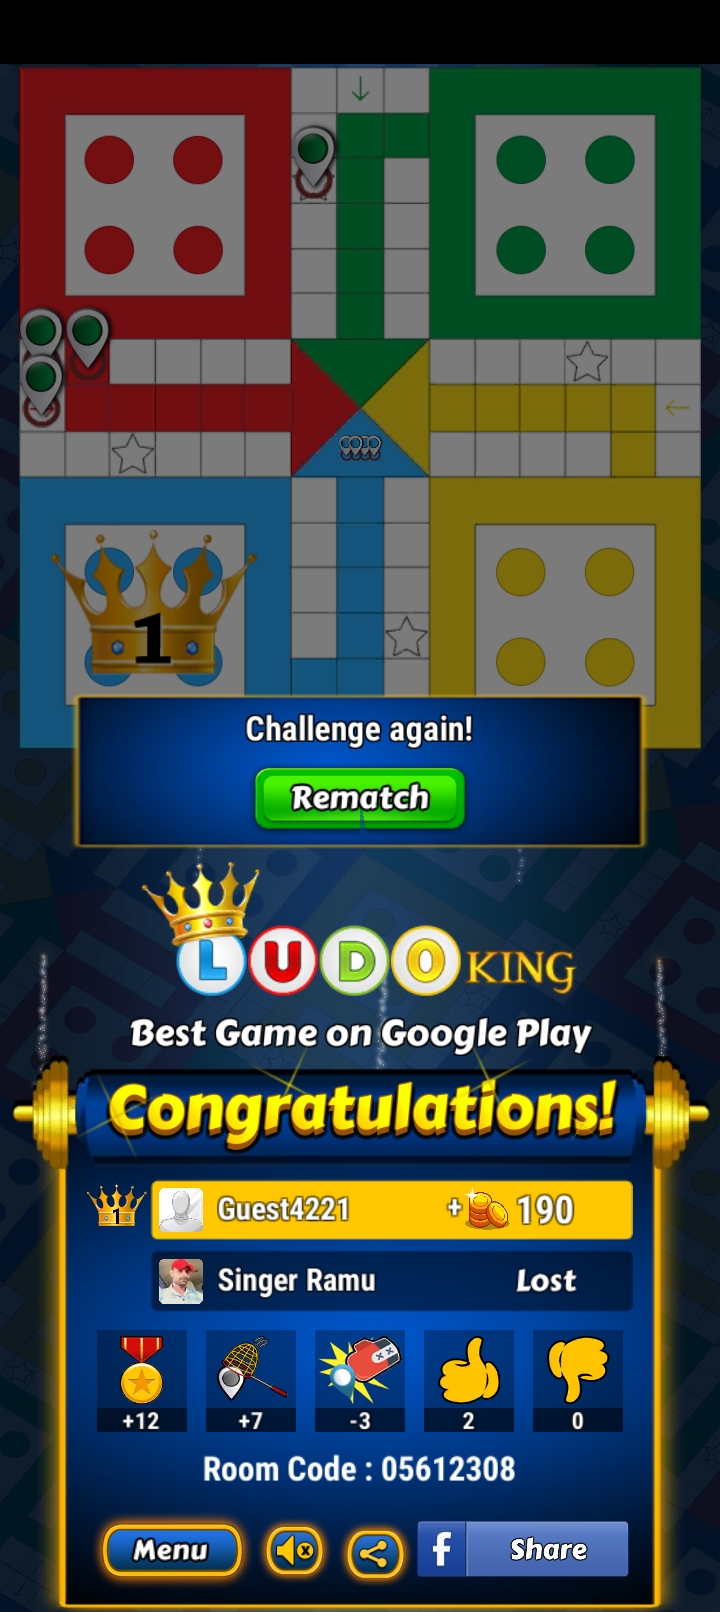 1
Challenge again!
Rematch
LUDO KING
Best Game on Google Play
Congratulations!
1 Guest4221 + 190
Singer Ramu Lost
+12 +7 -3 2 0
Room Code : 05612308
Menu f Share